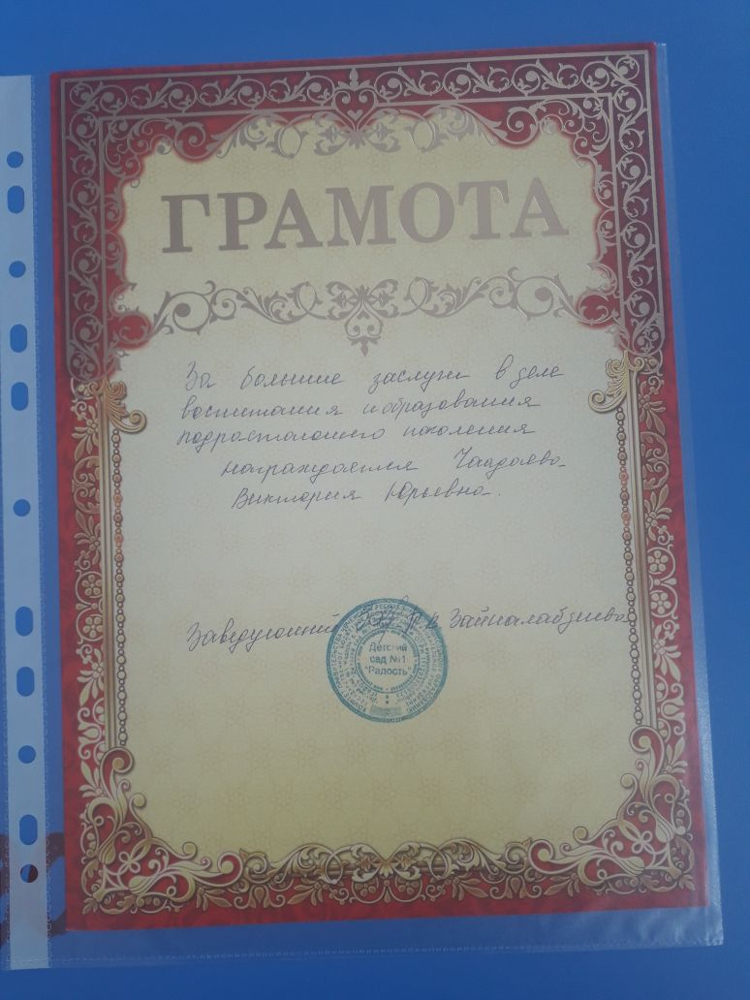 ГРАМОТА
За большие заслуги в деле
воспитания и образования
подрастающего поколения
награждается
Виктория Юрьевна.
Заведующий
Детский
сад №1
"Радость"